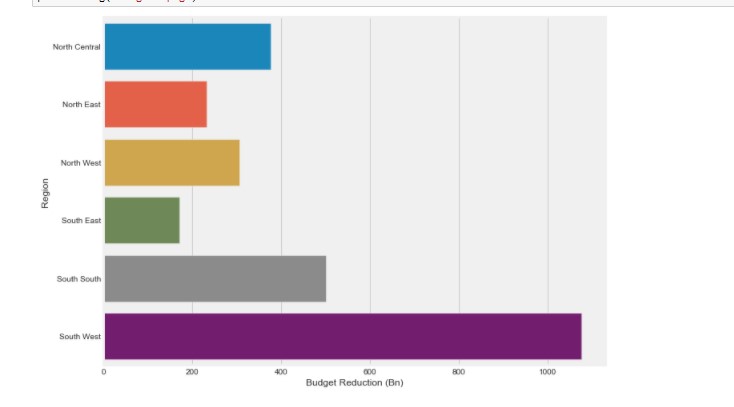 North Central
North East
North West
South East
South South
South West
Region
0 200 400 600 800 1000
Budget Reduction (Bn)